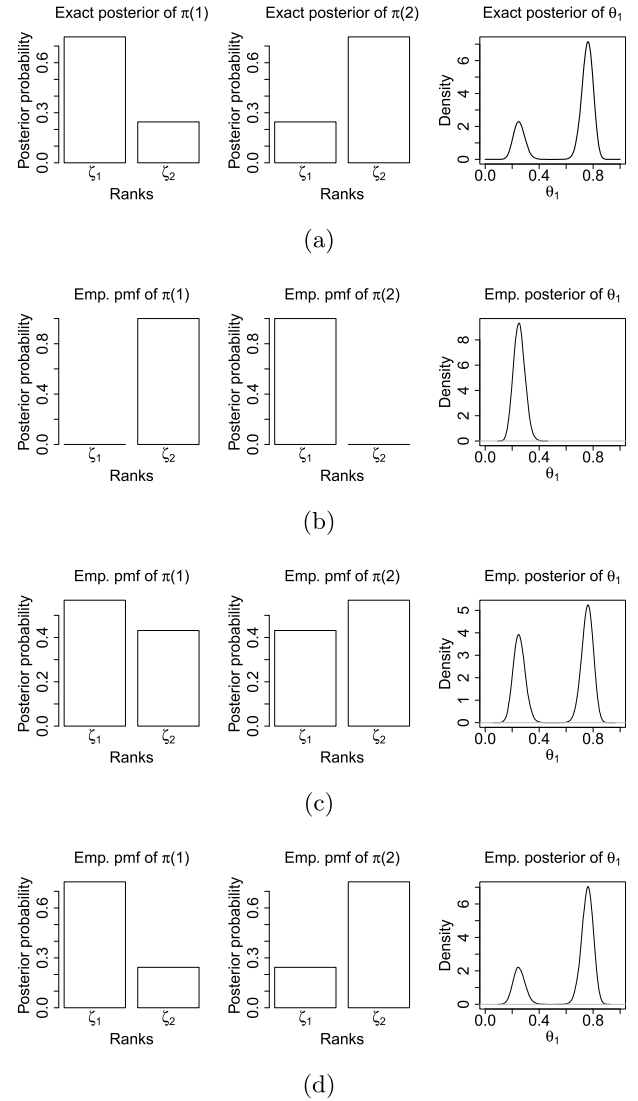 Exact posterior of π(1)
Posterior probability
0.0 0.3 0.6
ζ1 ζ2
Ranks
Exact posterior of π(2)
Posterior probability
0.0 0.3 0.6
ζ1 ζ2
Ranks
Exact posterior of θ1
Density
0 2 4 6
0.0 0.4 0.8
θ1
(a)
Emp. pmf of π(1)
Posterior probability
0.0 0.4 0.8
ζ1 ζ2
Ranks
Emp. pmf of π(2)
Posterior probability
0.0 0.4 0.8
ζ1 ζ2
Ranks
Emp. posterior of θ1
Density
0 2 4 6 8
0.0 0.4 0.8
θ1
(b)
Emp. pmf of π(1)
Posterior probability
0.0 0.2 0.4
ζ1 ζ2
Ranks
Emp. pmf of π(2)
Posterior probability
0.0 0.2 0.4
ζ1 ζ2
Ranks
Emp. posterior of θ1
Density
0 1 2 3 4 5
0.0 0.4 0.8
θ1
(c)
Emp. pmf of π(1)
Posterior probability
0.0 0.3 0.6
ζ1 ζ2
Ranks
Emp. pmf of π(2)
Posterior probability
0.0 0.3 0.6
ζ1 ζ2
Ranks
Emp. posterior of θ1
Density
0 2 4 6
0.0 0.4 0.8
θ1
(d)